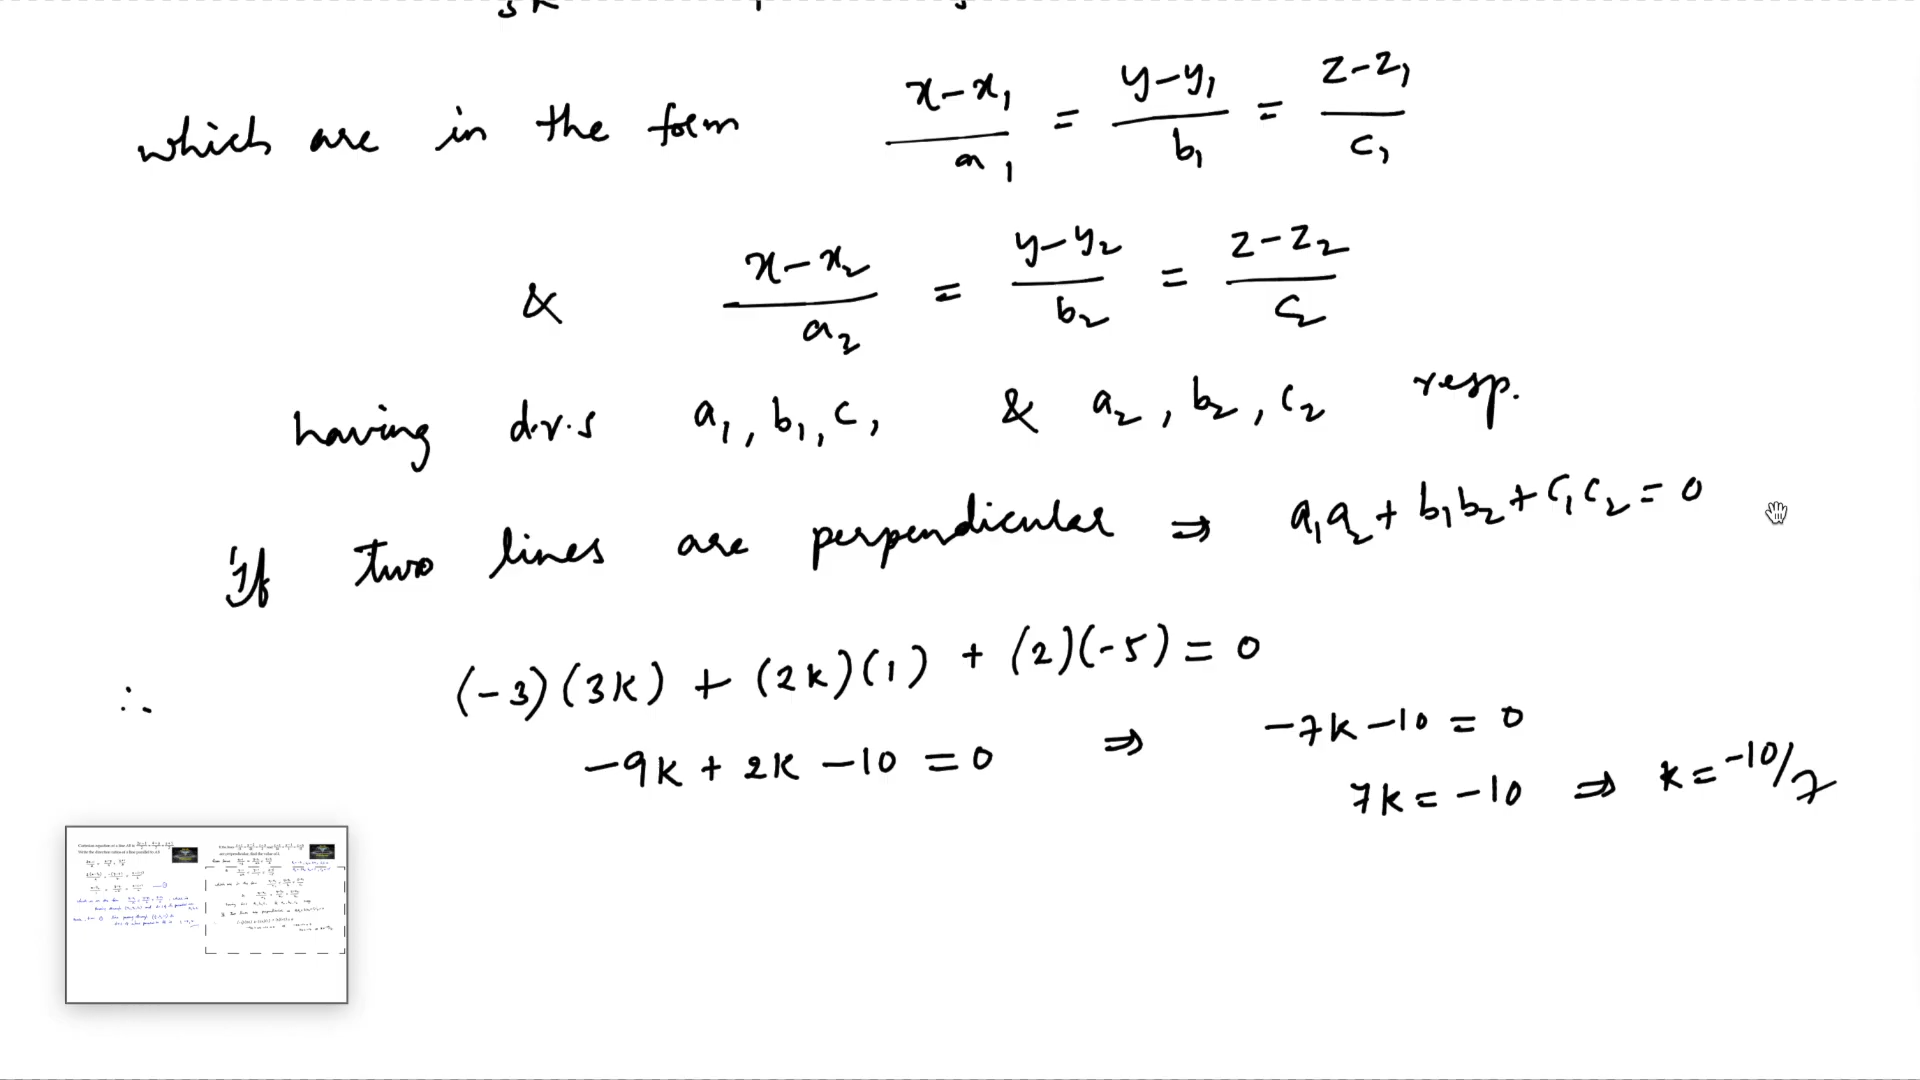 3k
which are in the form x-x₁/a₁ = y-y₁/b₁ = z-z₁/c₁
& x-x₂/a₂ = y-y₂/b₂ = z-z₂/c₂
having d.r.s a₁, b₁, c₁ & a₂, b₂, c₂ resp.
If two lines are perpendicular ⇒ a₁a₂ + b₁b₂ + c₁c₂ = 0
∴ (-3)(3k) + (2k)(1) + (2)(-5) = 0
-9k + 2k - 10 = 0 ⇒ -7k - 10 = 0
7k = -10 ⇒ k = -10/7